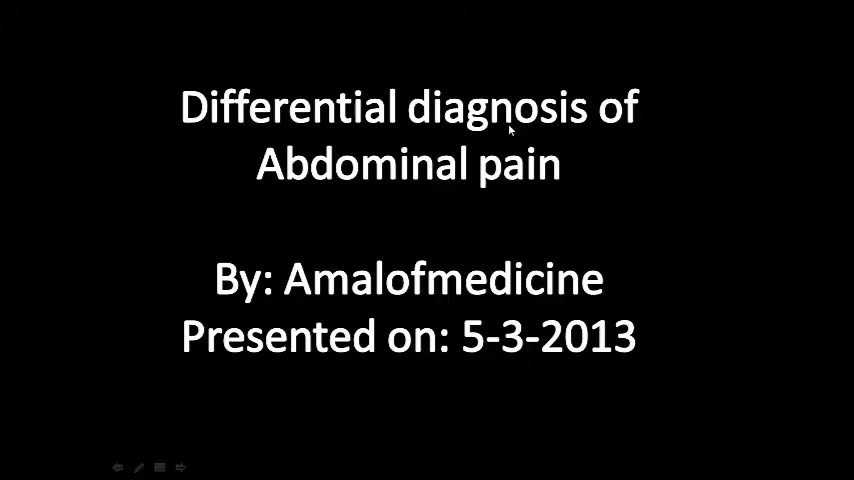 Differential diagnosis of
Abdominal pain
By: Amalofmedicine
Presented on: 5-3-2013